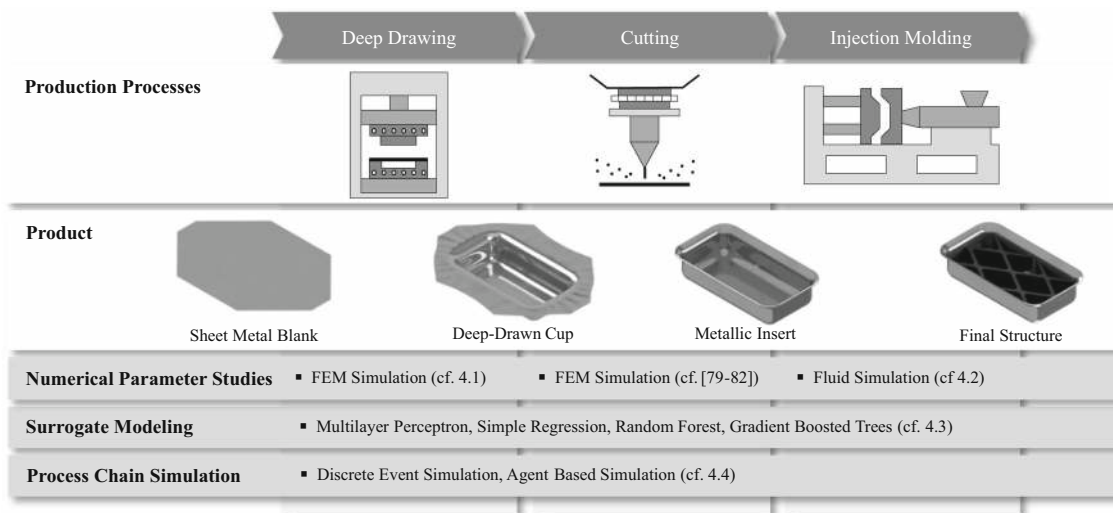 Deep Drawing Cutting Injection Molding
Production Processes
Product
Sheet Metal Blank Deep-Drawn Cup Metallic Insert Final Structure
Numerical Parameter Studies ▪ FEM Simulation (cf. 4.1) ▪ FEM Simulation (cf. [79-82]) ▪ Fluid Simulation (cf 4.2)
Surrogate Modeling ▪ Multilayer Perceptron, Simple Regression, Random Forest, Gradient Boosted Trees (cf. 4.3)
Process Chain Simulation ▪ Discrete Event Simulation, Agent Based Simulation (cf. 4.4)